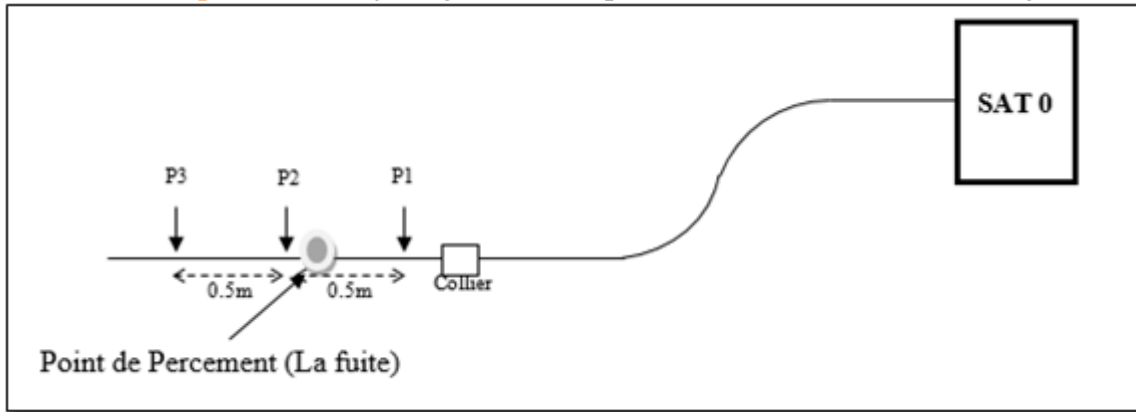 SAT 0
P3 P2 P1
0.5m 0.5m
Collier
Point de Percement (La fuite)